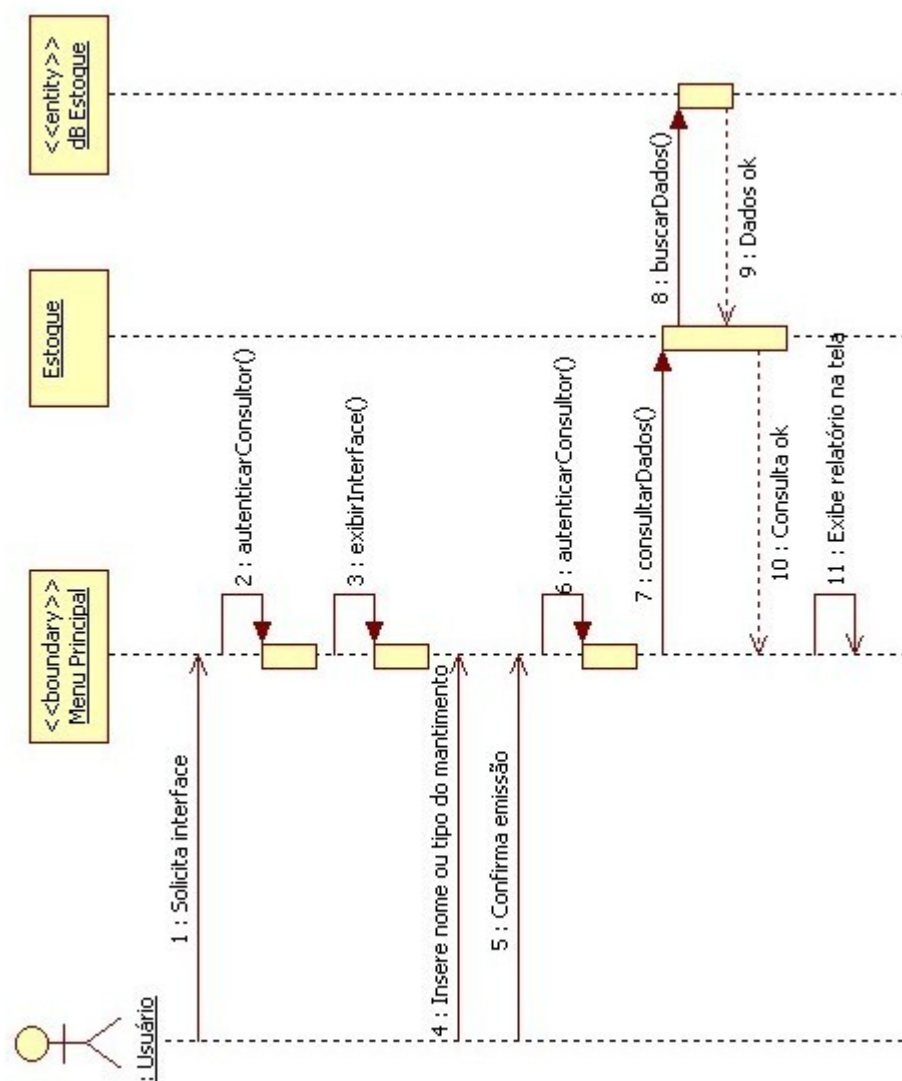 : Usuário
<<boundary>>
Menu Principal
Estoque
<<entity>>
dB Estoque
1 : Solicita interface
2 : autenticarConsultor()
3 : exibirInterface()
4 : Insere nome ou tipo do mantimento
5 : Confirma emissão
6 : autenticarConsultor()
7 : consultarDados()
8 : buscarDados()
9 : Dados ok
10 : Consulta ok
11 : Exibe relatório na tela